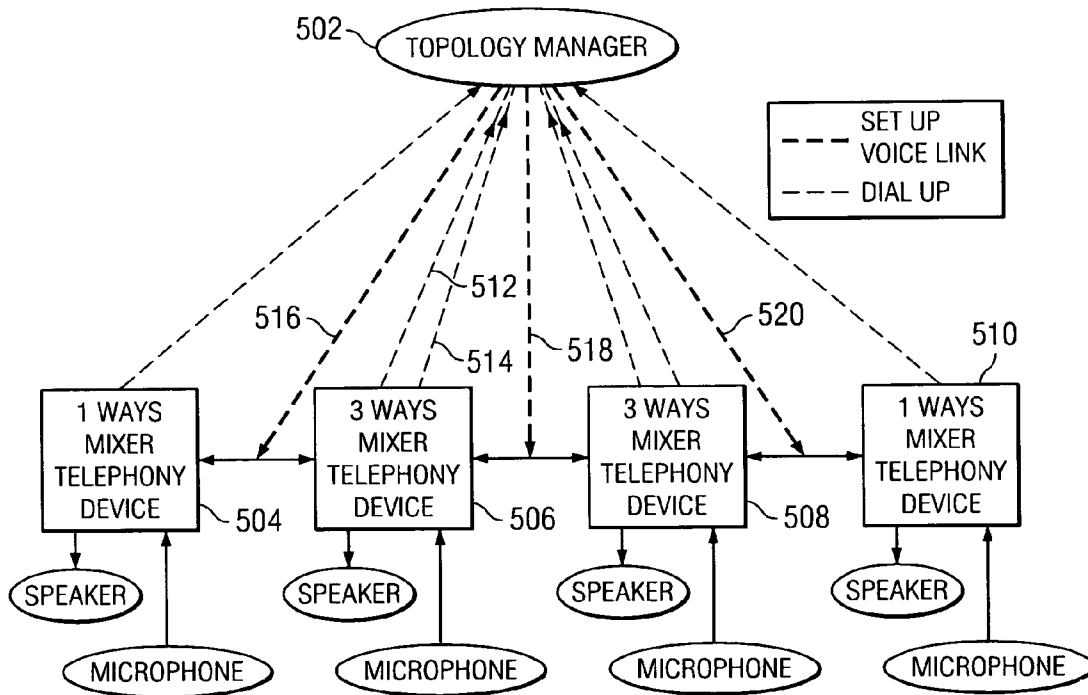 502
TOPOLOGY MANAGER
SET UP
VOICE LINK
DIAL UP
512
516
514
518
520
510
1 WAYS
MIXER
TELEPHONY
DEVICE
504
3 WAYS
MIXER
TELEPHONY
DEVICE
506
3 WAYS
MIXER
TELEPHONY
DEVICE
508
1 WAYS
MIXER
TELEPHONY
DEVICE
SPEAKER
SPEAKER
SPEAKER
SPEAKER
MICROPHONE
MICROPHONE
MICROPHONE
MICROPHONE